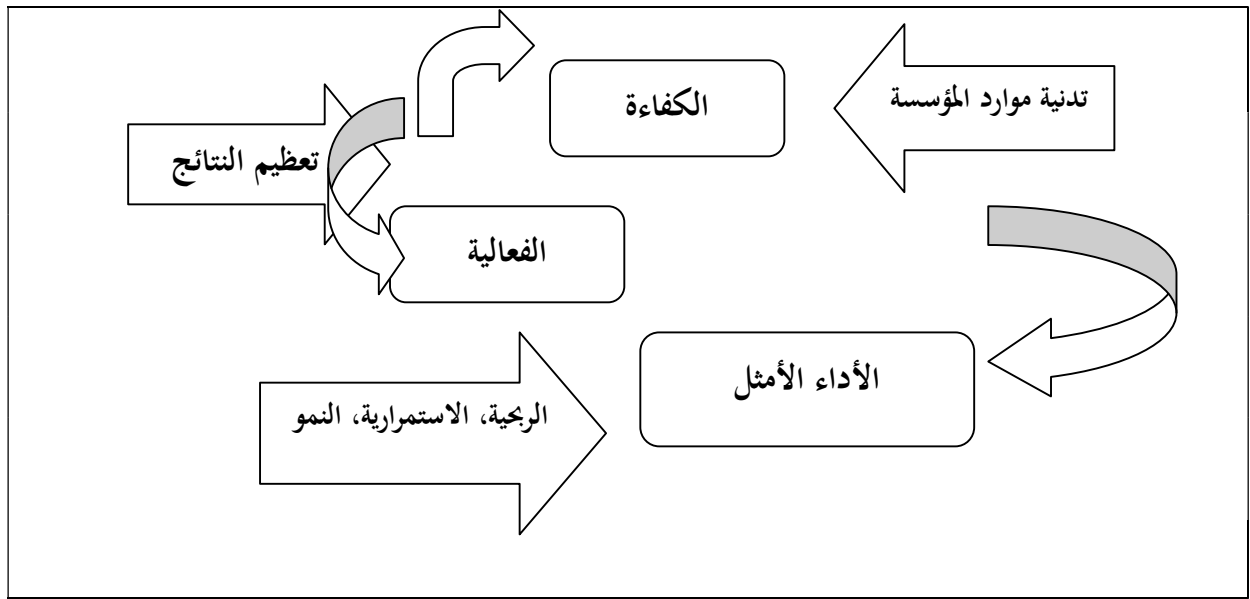 تدنية موارد المؤسسة
الكفاءة
تعظيم النتائج
الفعالية
الأداء الأمثل
الربحية، الاستمرارية، النمو